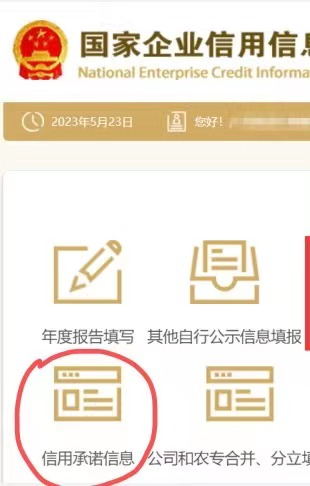 国家企业信用信息
National Enterprise Credit Informa
2023年5月23日 您好！
年度报告填写 其他自行公示信息填报
信用承诺信息 公司和农专合并、分立填